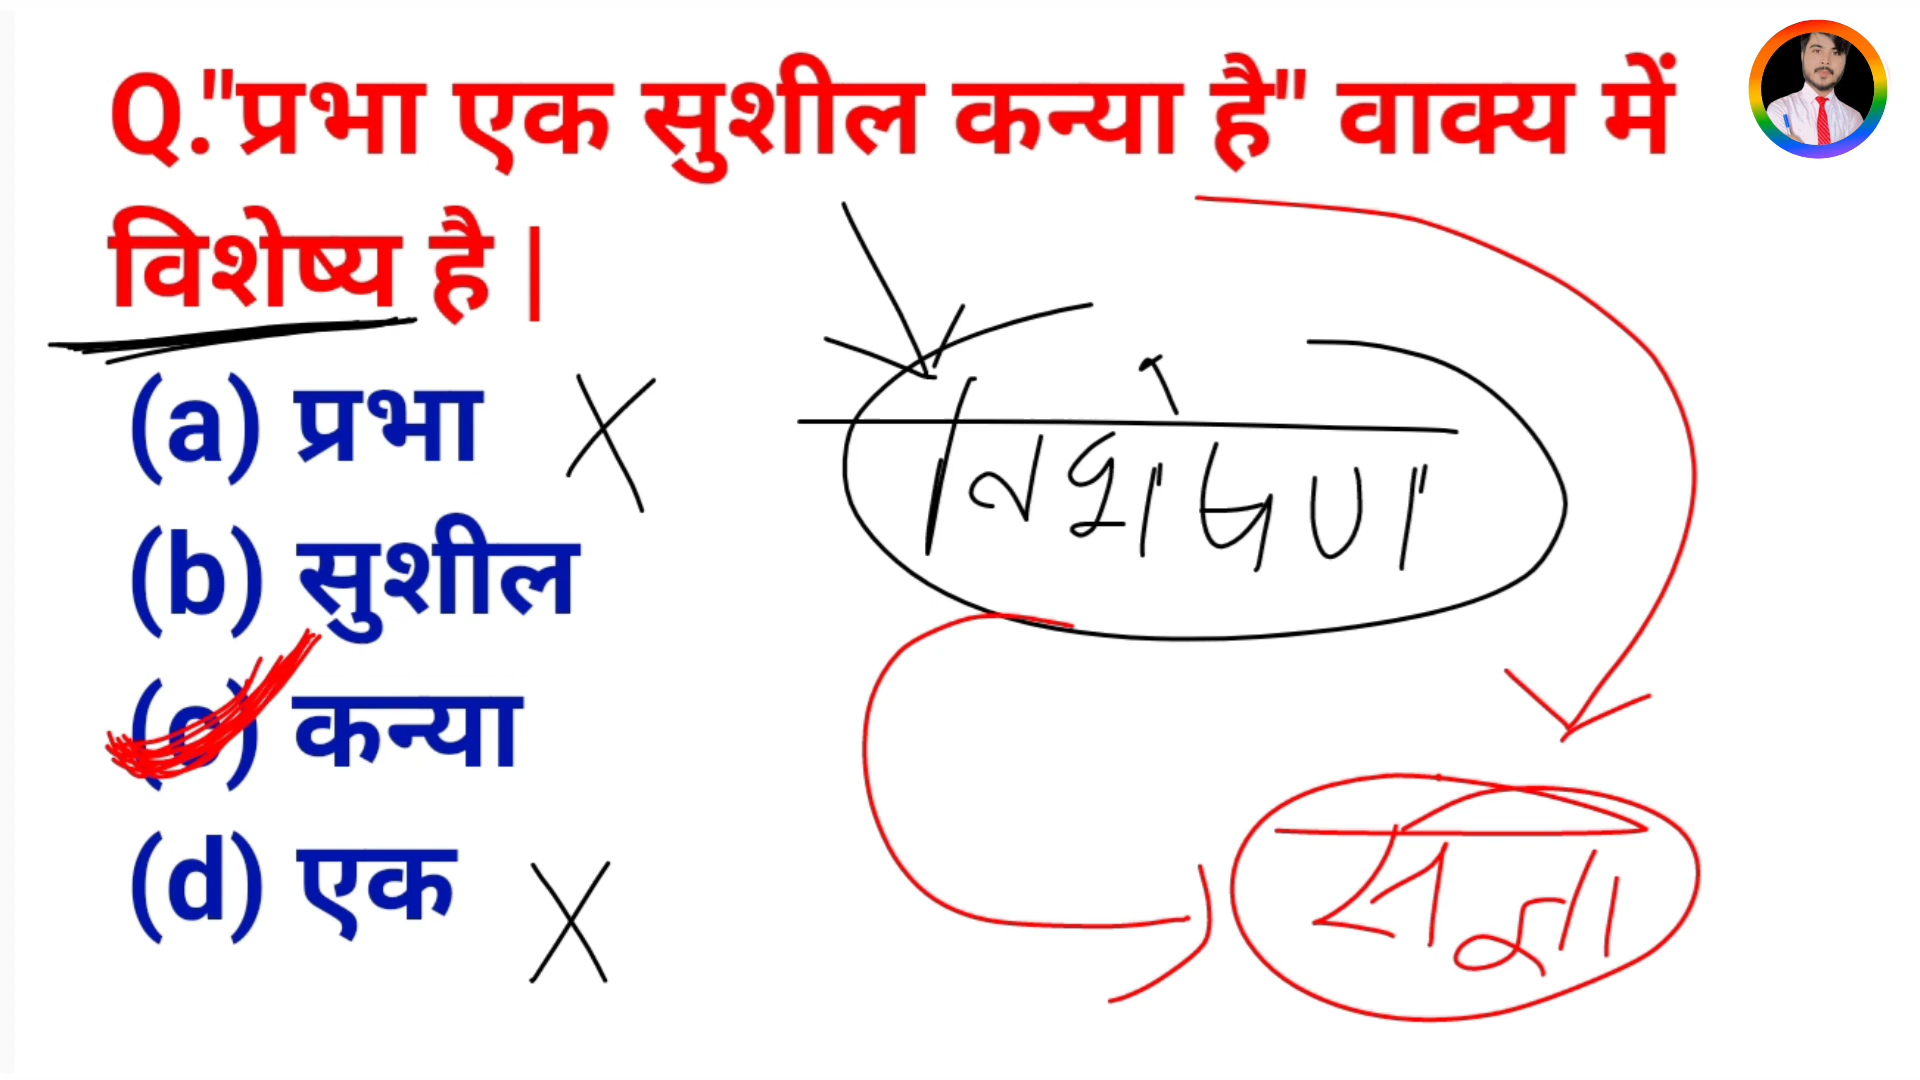 Q."प्रभा एक सुशील कन्या है" वाक्य में
विशेष्य है |
(a) प्रभा X
(b) सुशील
(c) कन्या
(d) एक X
विशेषण
संज्ञा